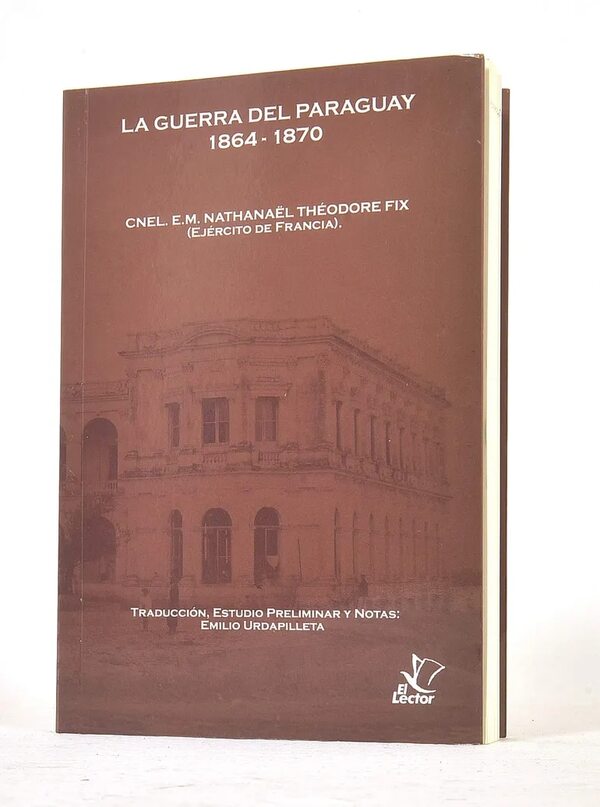 LA GUERRA DEL PARAGUAY
1864 - 1870
CNEL. E.M. NATHANAËL THÉODORE FIX
(EJÉRCITO DE FRANCIA).
TRADUCCIÓN, ESTUDIO PRELIMINAR Y NOTAS:
EMILIO URDAPILLETA
El
Lector